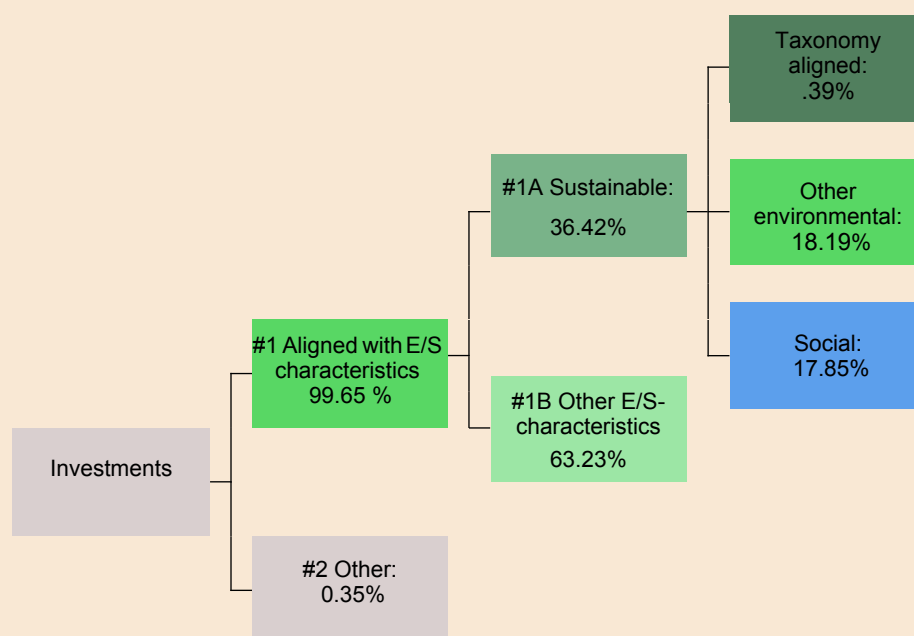 Investments
#1 Aligned with E/S
characteristics
99.65 %
#2 Other:
0.35%
#1A Sustainable:
36.42%
#1B Other E/S-
characteristics
63.23%
Taxonomy
aligned:
.39%
Other
environmental:
18.19%
Social:
17.85%